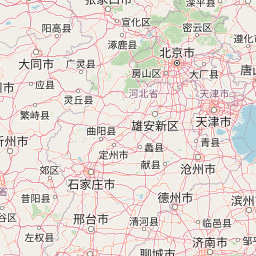 张家口市
滦平县
阳高县
宣化区
密云区
涿鹿县
北京市
大同市
广灵县
房山区
大厂县
唐山
河北省
应县
灵丘县
天津市
繁峙县
雄安新区
天津市
曲阳县
忻州市
定州市
蠡县
青县
郊区
献县
沧州市
石家庄市
昔阳县
德州市
滨州
邢台市
清河县
临邑县
左权县
济南市
邹平
聊城市